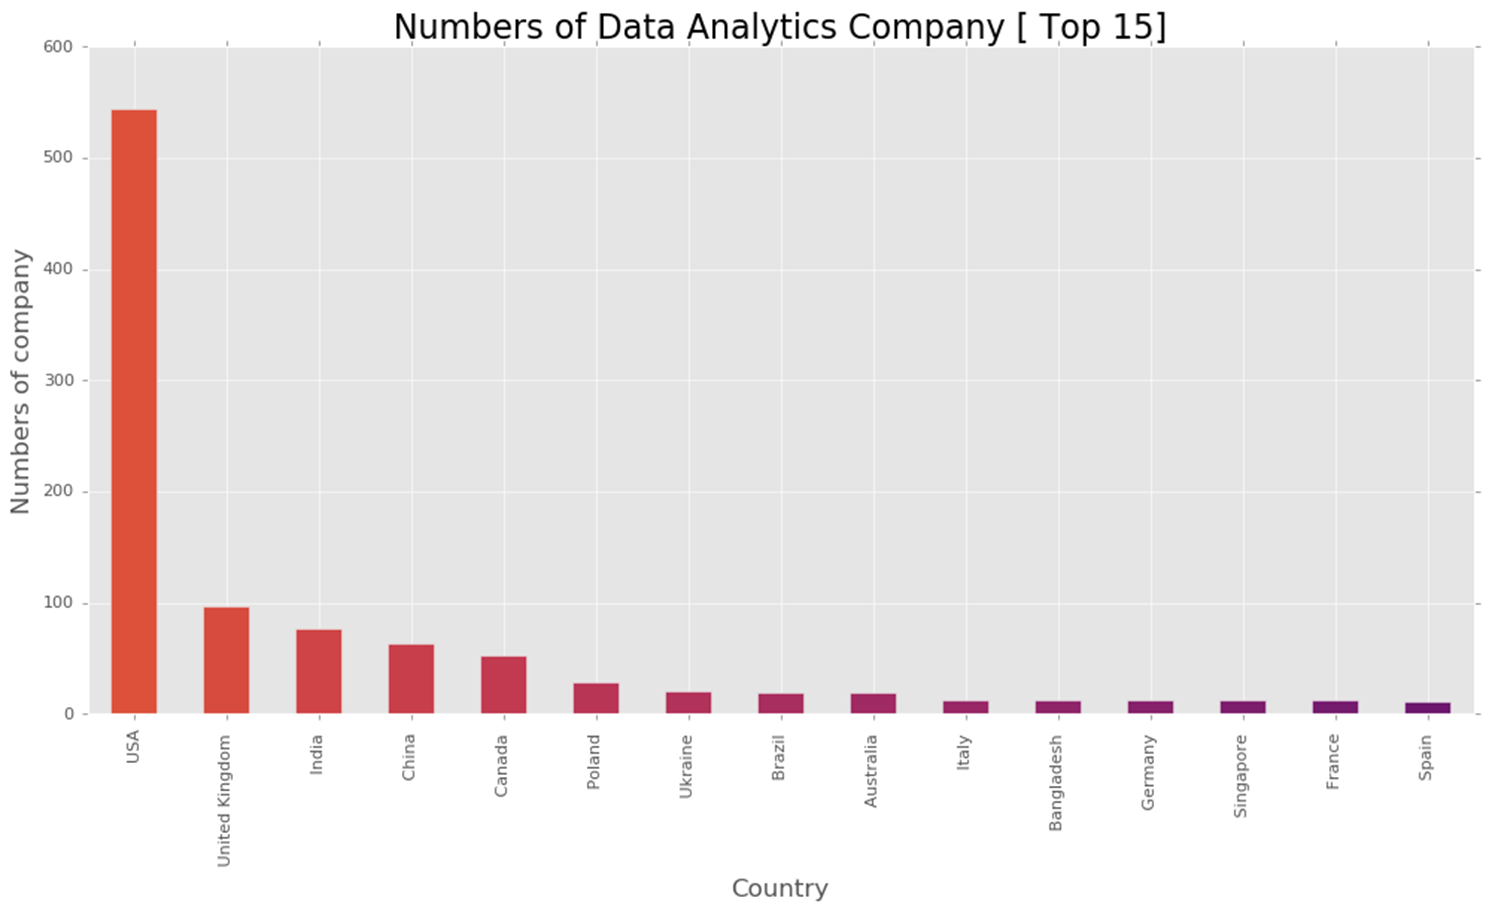 Numbers of Data Analytics Company [ Top 15]
600
500
400
300
200
100
0
Numbers of company
USA
United Kingdom
India
China
Canada
Poland
Ukraine
Brazil
Australia
Italy
Bangladesh
Germany
Singapore
France
Spain
Country